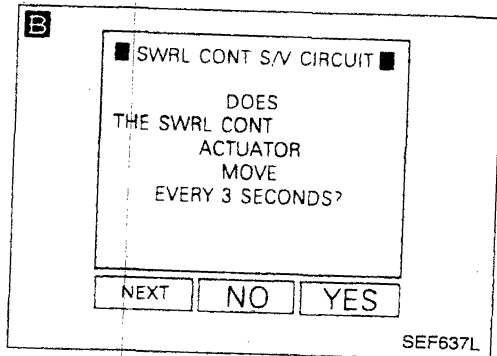 B
SWRL CONT S/V CIRCUIT
DOES
THE SWRL CONT
ACTUATOR
MOVE
EVERY 3 SECONDS?
NEXT NO YES
SEF637L